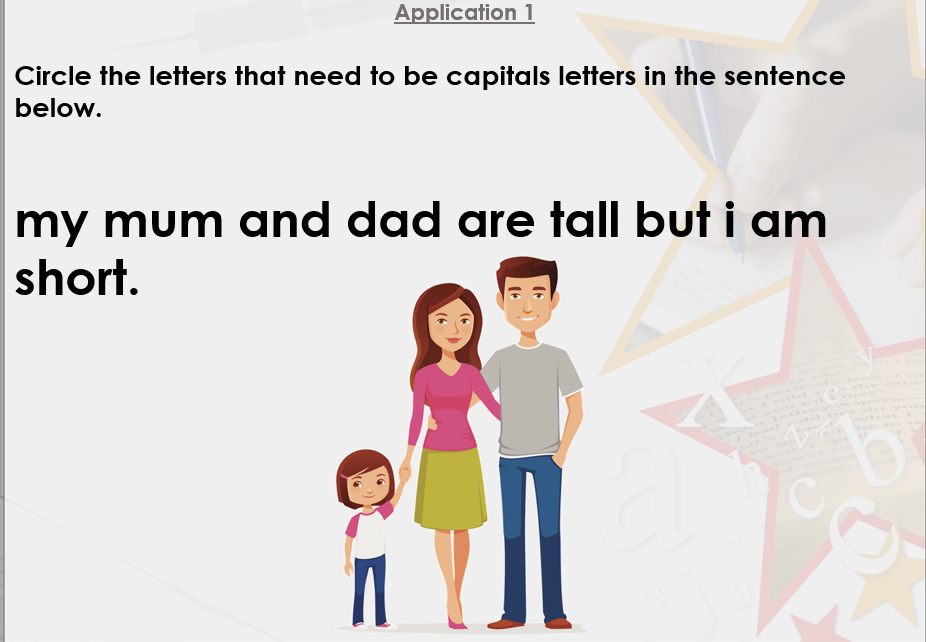 Application 1
Circle the letters that need to be capitals letters in the sentence
below.
my mum and dad are tall but i am
short.